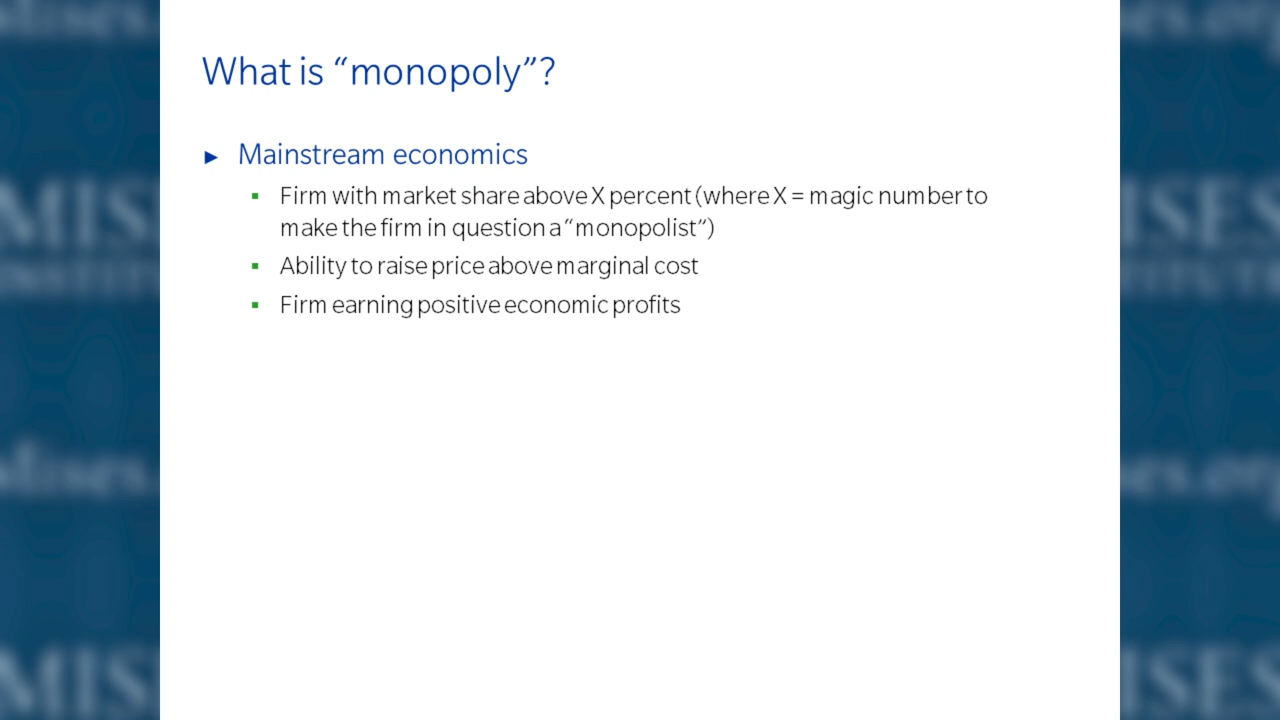 What is “monopoly”?
► Mainstream economics
▪ Firm with market share above X percent (where X = magic number to
make the firm in question a “monopolist”)
▪ Ability to raise price above marginal cost
▪ Firm earning positive economic profits